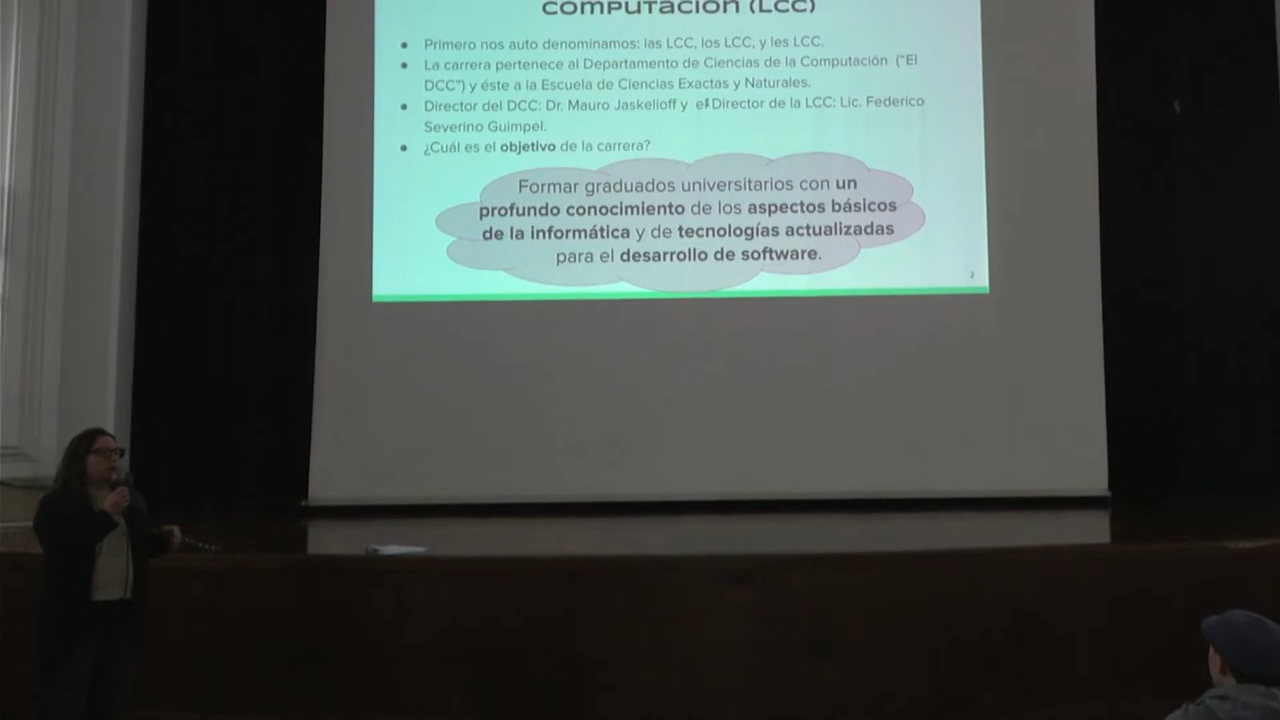 COMPUTACIÓN (LCC)
● Primero nos auto denominamos: las LCC, los LCC, y les LCC.
● La carrera pertenece al Departamento de Ciencias de la Computación ("El
DCC") y éste a la Escuela de Ciencias Exactas y Naturales.
● Director del DCC: Dr. Mauro Jaskelioff y el Director de la LCC: Lic. Federico
Severino Guimpel.
● ¿Cuál es el objetivo de la carrera?
Formar graduados universitarios con un
profundo conocimiento de los aspectos básicos
de la informática y de tecnologías actualizadas
para el desarrollo de software.
2